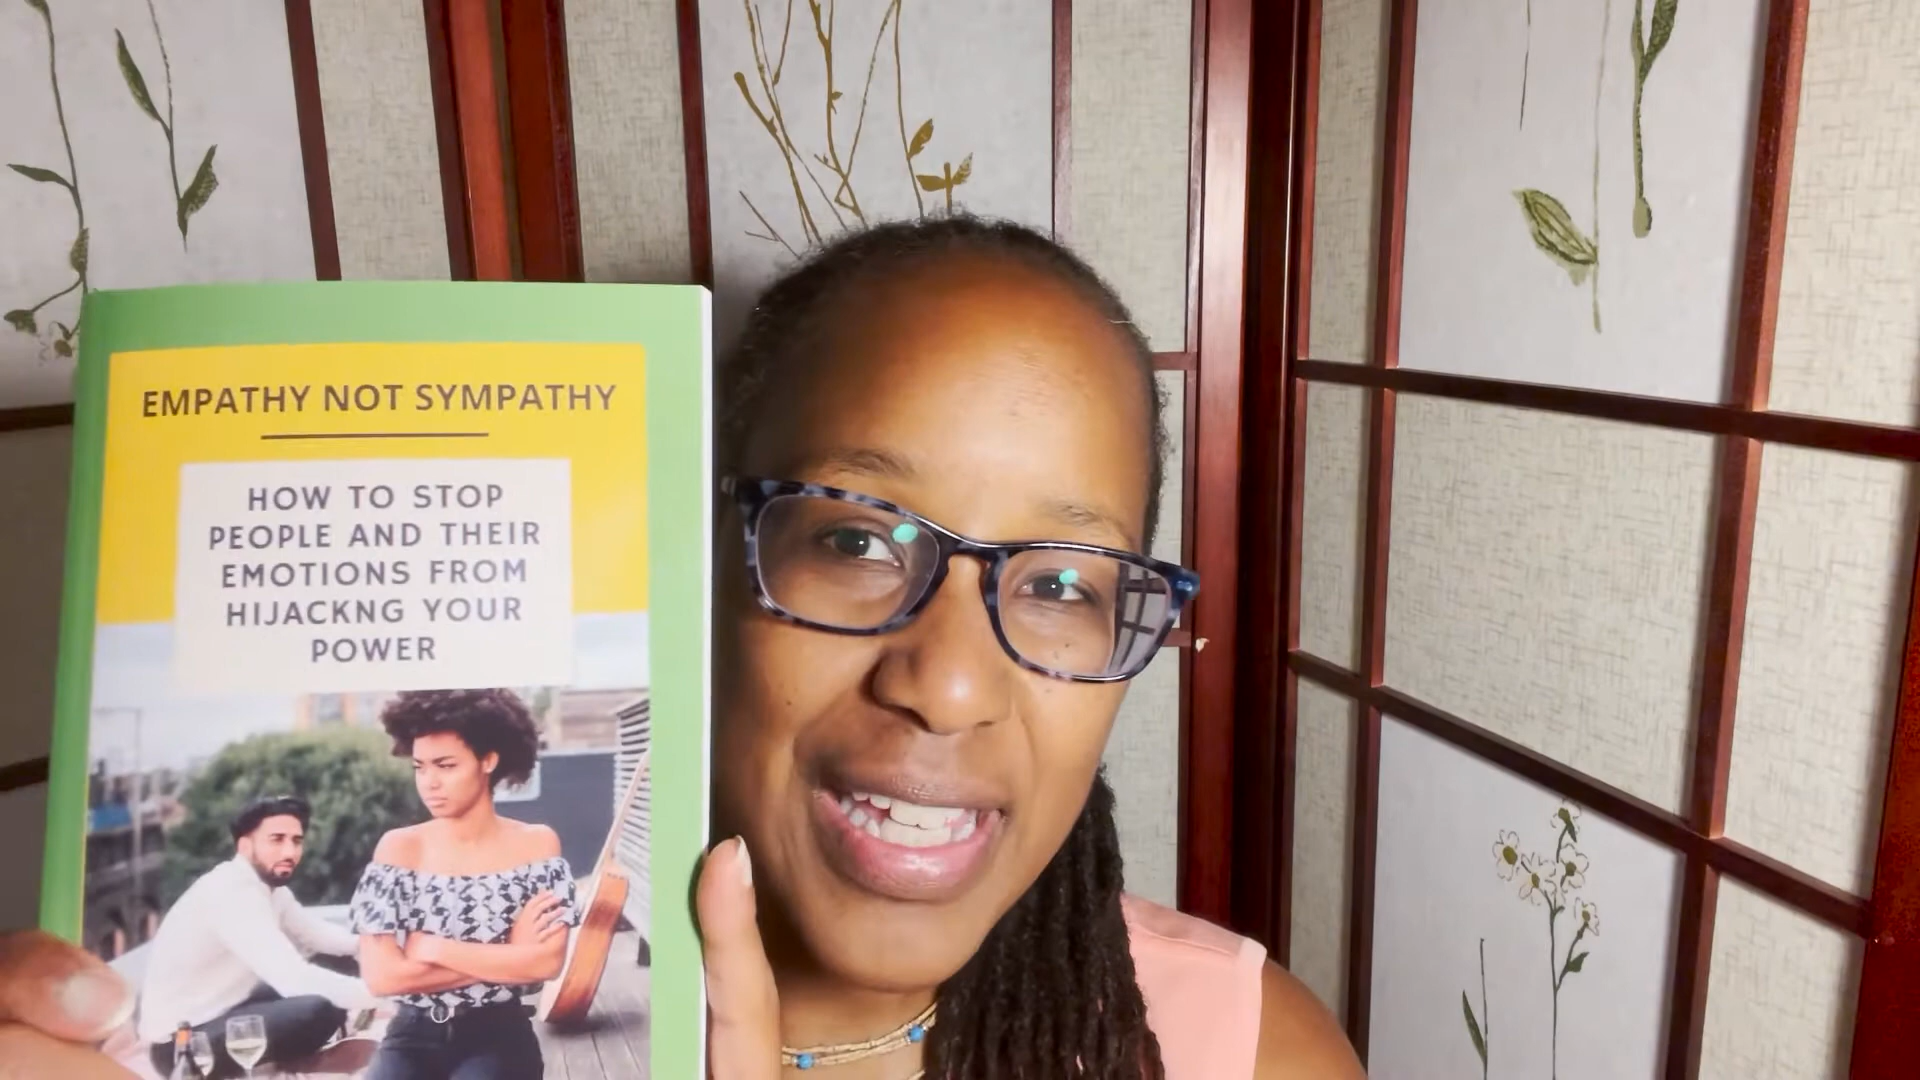 EMPATHY NOT SYMPATHY
HOW TO STOP
PEOPLE AND THEIR
EMOTIONS FROM
HIJACKNG YOUR
POWER